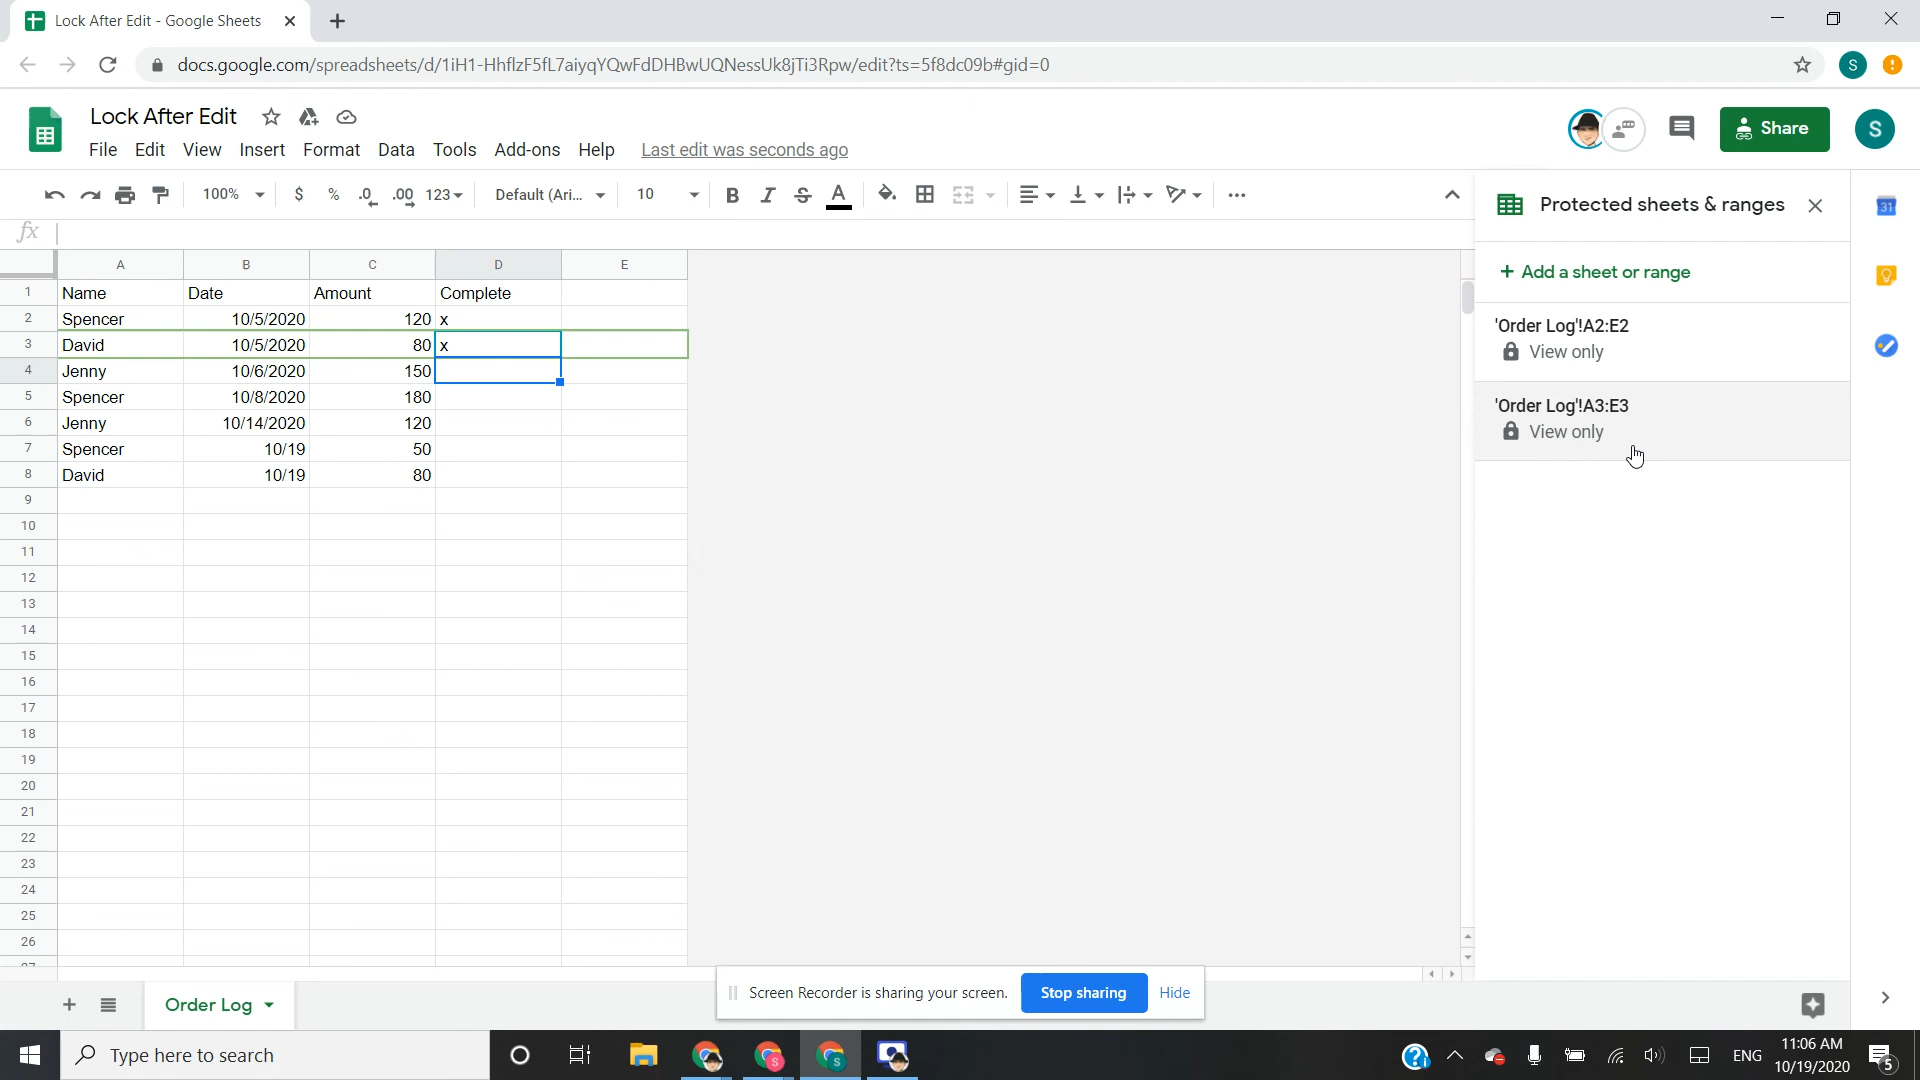 Lock After Edit - Google Sheets
docs.google.com/spreadsheets/d/1iH1-HhflzF5fL7aiyqYQwFdDHBwUQNessUk8jTi3Rpw/edit?ts=5f8dc09b#gid=0
S
Lock After Edit
File Edit View Insert Format Data Tools Add-ons Help Last edit was seconds ago
Share
S
100% $ % .0 .00 123 Default (Ari... 10 B I S A
fx
Protected sheets & ranges
31
+ Add a sheet or range
'Order Log'!A2:E2
View only
'Order Log'!A3:E3
View only
A B C D E
1 Name Date Amount Complete
2 Spencer 10/5/2020 120 x
3 David 10/5/2020 80 x
4 Jenny 10/6/2020 150
5 Spencer 10/8/2020 180
6 Jenny 10/14/2020 120
7 Spencer 10/19 50
8 David 10/19 80
9
10
11
12
13
14
15
16
17
18
19
20
21
22
23
24
25
26
27
Order Log
Screen Recorder is sharing your screen. Stop sharing Hide
Type here to search
S
S
ENG
11:06 AM
10/19/2020
5